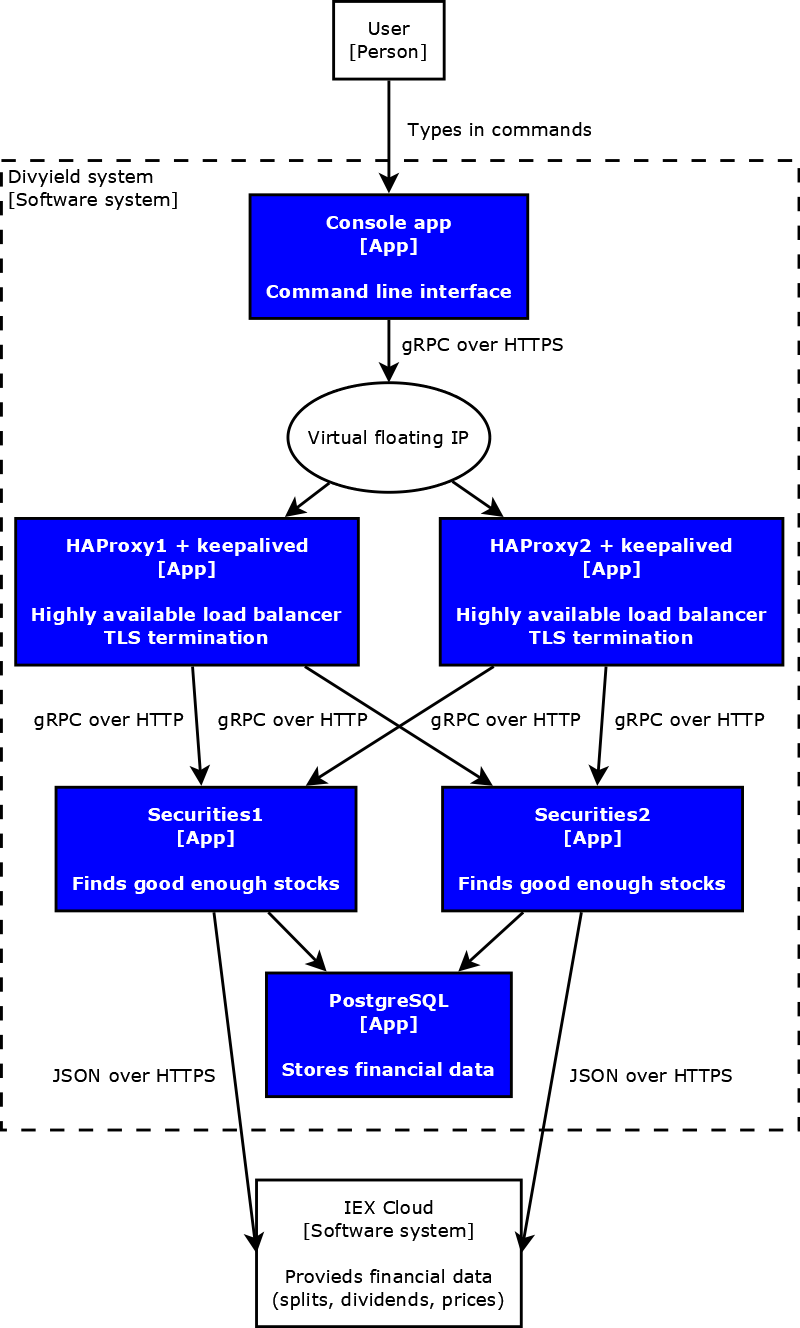 User
[Person]
Types in commands
Divyield system
[Software system]
Console app
[App]
Command line interface
gRPC over HTTPS
Virtual floating IP
HAProxy1 + keepalived
[App]
Highly available load balancer
TLS termination
HAProxy2 + keepalived
[App]
Highly available load balancer
TLS termination
gRPC over HTTP
gRPC over HTTP
gRPC over HTTP
gRPC over HTTP
Securities1
[App]
Finds good enough stocks
Securities2
[App]
Finds good enough stocks
PostgreSQL
[App]
Stores financial data
JSON over HTTPS
JSON over HTTPS
IEX Cloud
[Software system]
Provieds financial data
(splits, dividends, prices)